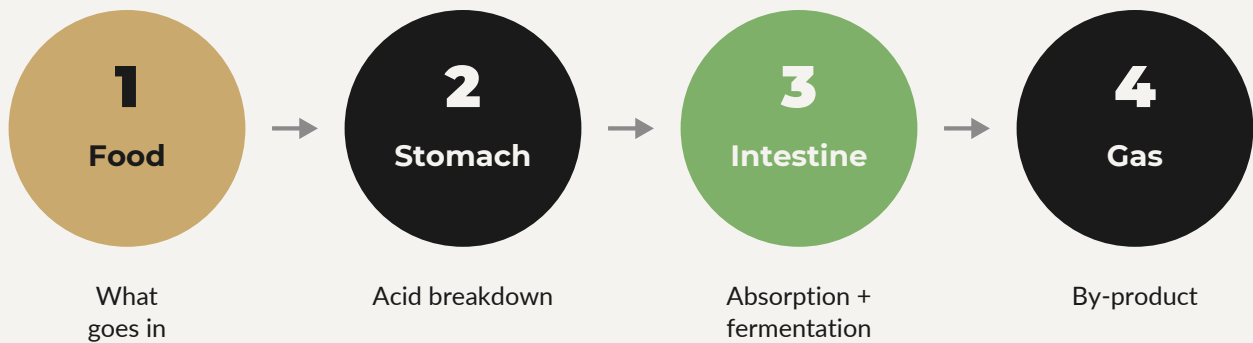 1
Food
What
goes in
2
Stomach
Acid breakdown
3
Intestine
Absorption +
fermentation
4
Gas
By-product